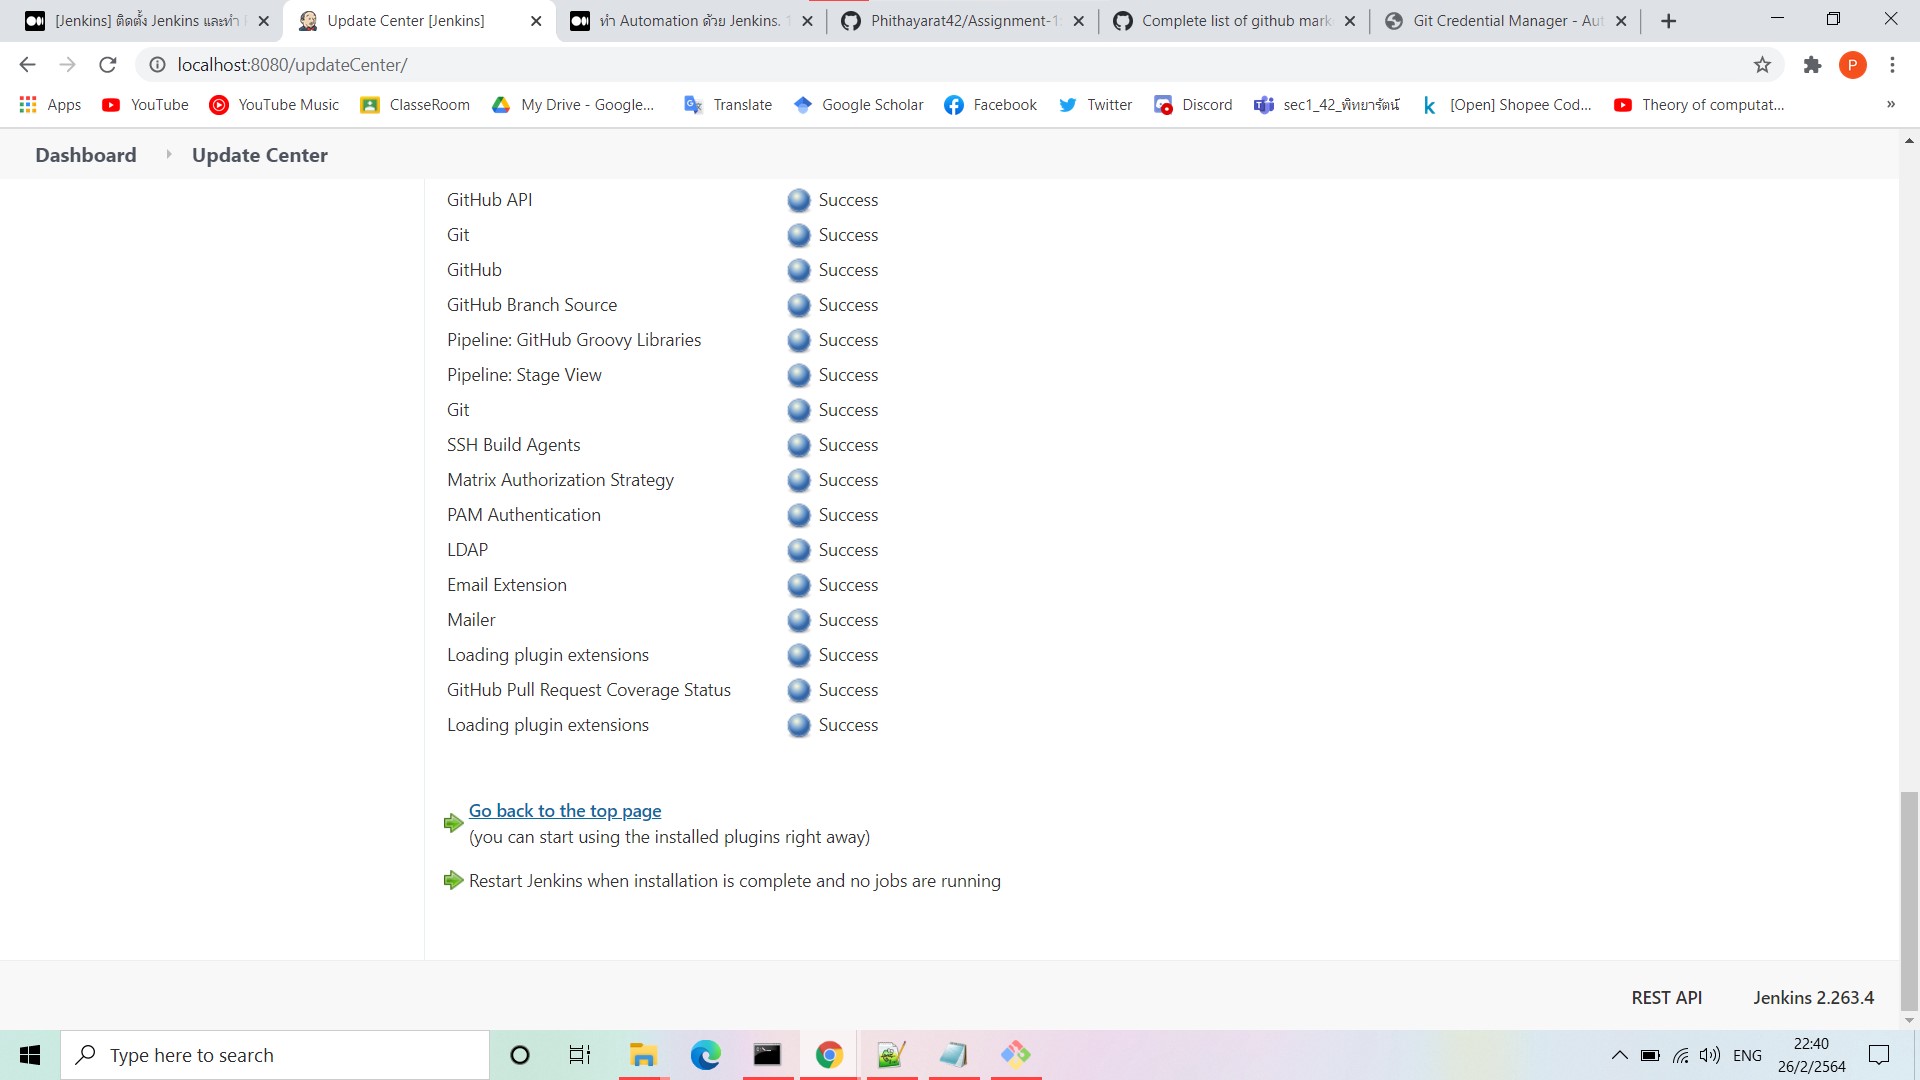 [Jenkins] ติดตั้ง Jenkins และทำ
Update Center [Jenkins]
ทำ Automation ด้วย Jenkins.
Phithayarat42/Assignment-1
Complete list of github mark
Git Credential Manager - Aut
localhost:8080/updateCenter/
P
Apps
YouTube
YouTube Music
ClasseRoom
My Drive - Google...
Translate
Google Scholar
Facebook
Twitter
Discord
sec1_42_พิทยารัตน์
[Open] Shopee Cod...
Theory of computat...
»
Dashboard
Update Center
GitHub API Success
Git Success
GitHub Success
GitHub Branch Source Success
Pipeline: GitHub Groovy Libraries Success
Pipeline: Stage View Success
Git Success
SSH Build Agents Success
Matrix Authorization Strategy Success
PAM Authentication Success
LDAP Success
Email Extension Success
Mailer Success
Loading plugin extensions Success
GitHub Pull Request Coverage Status Success
Loading plugin extensions Success
Go back to the top page
(you can start using the installed plugins right away)
Restart Jenkins when installation is complete and no jobs are running
REST API
Jenkins 2.263.4
Type here to search
ENG
22:40
26/2/2564